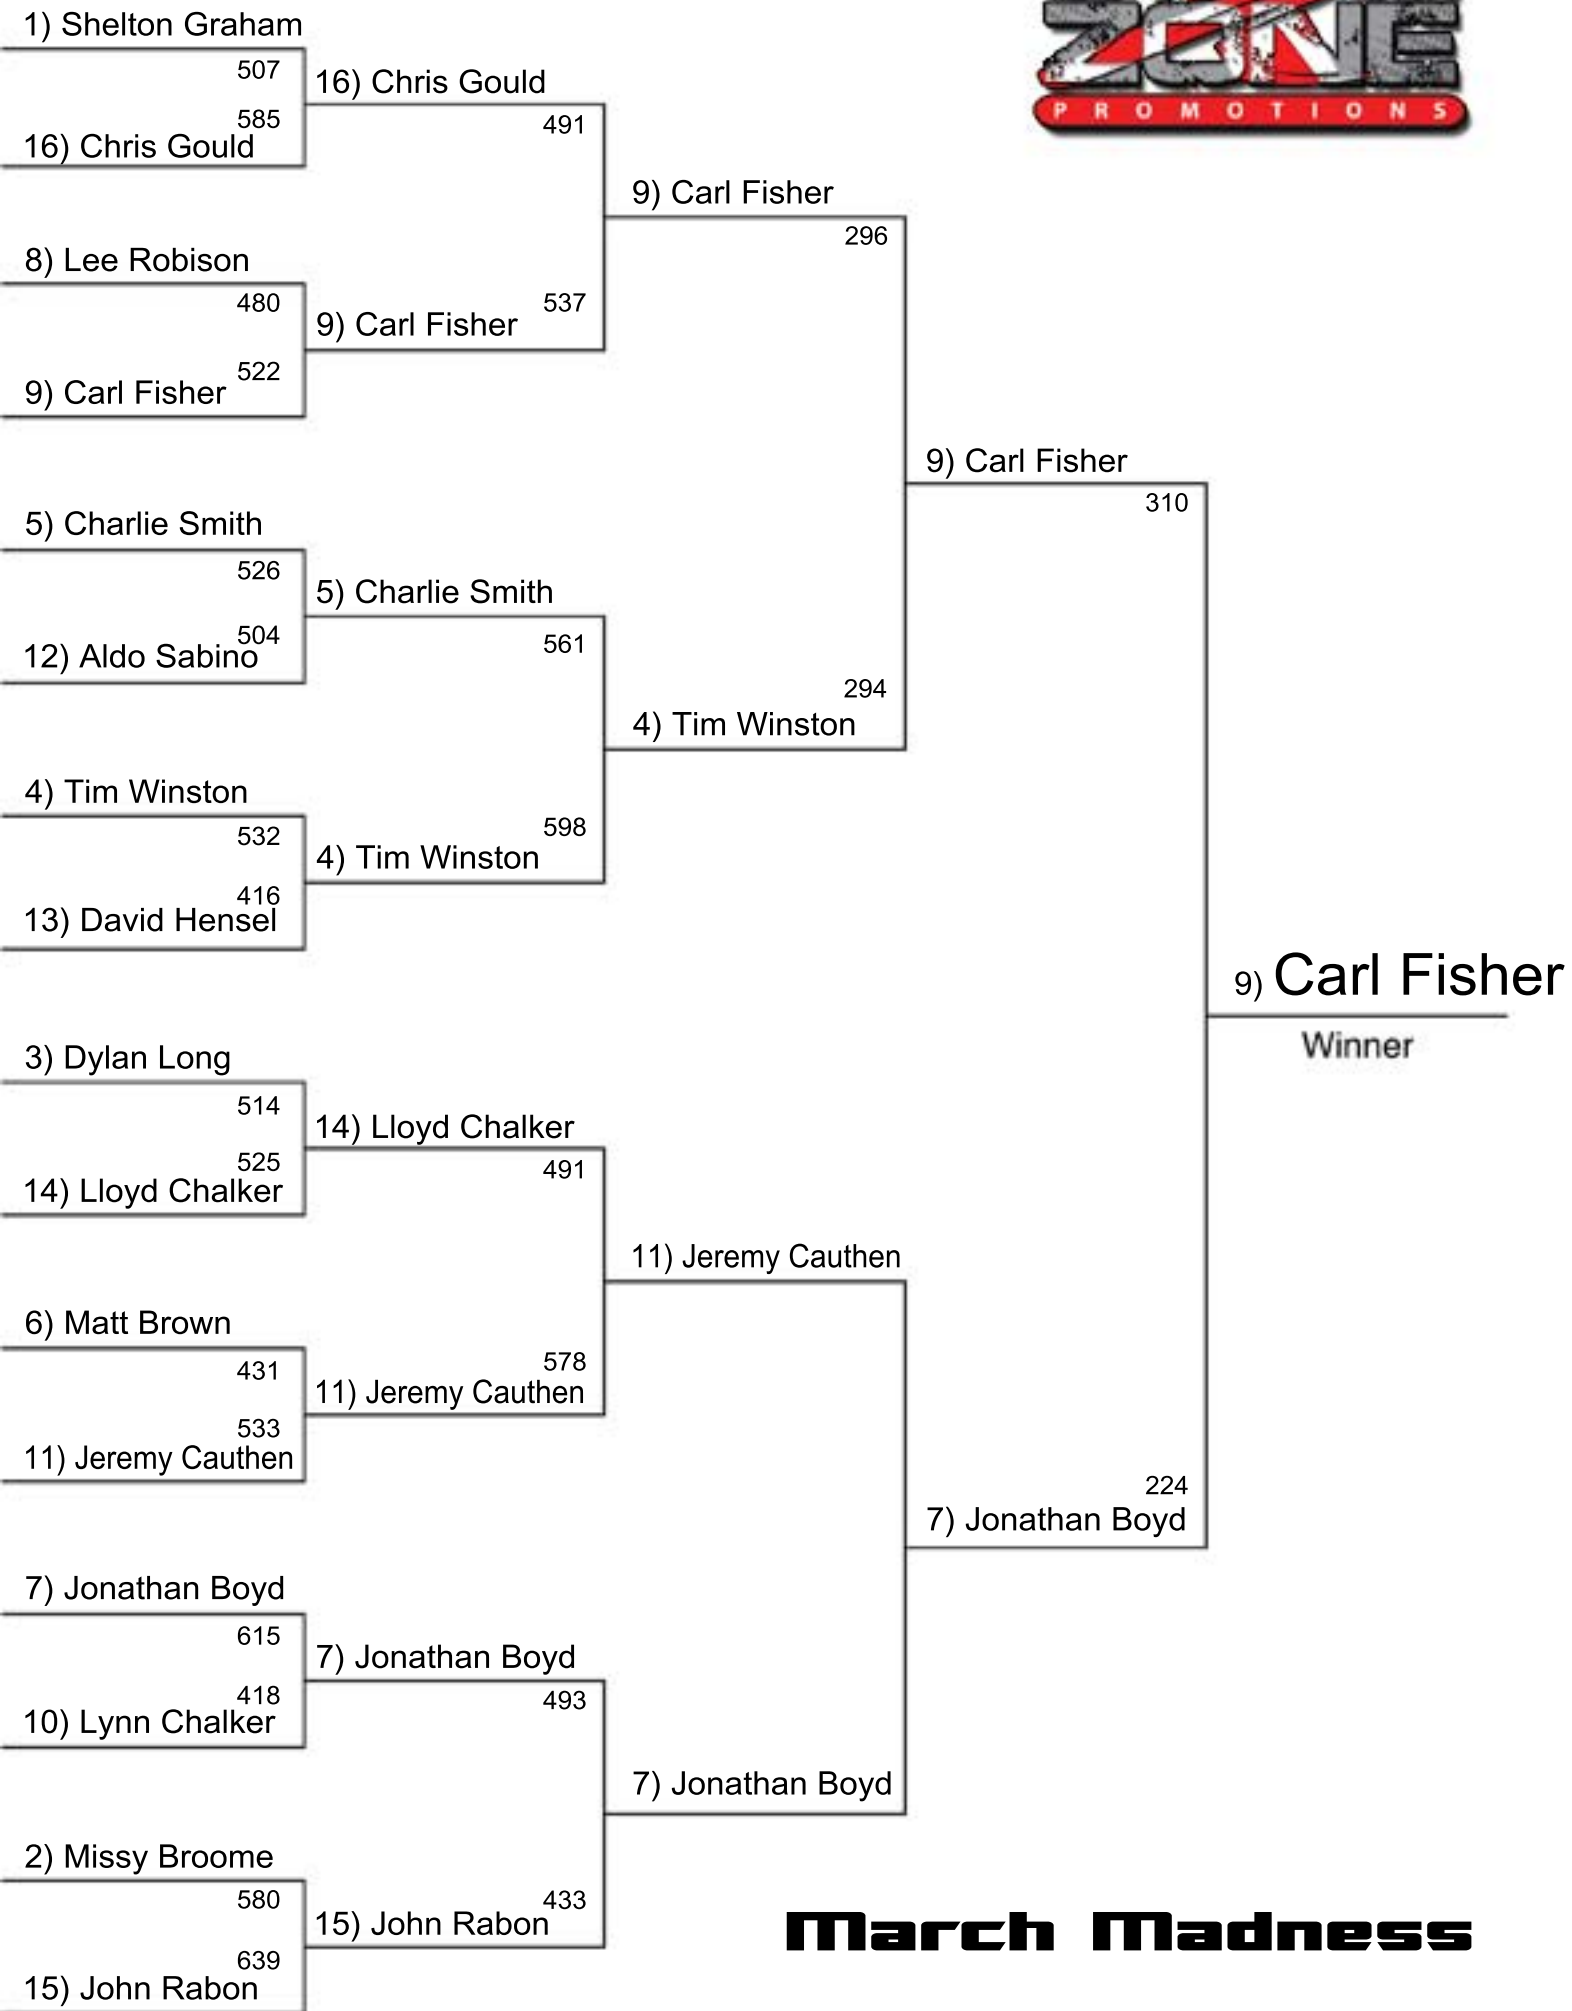 1) Shelton Graham
507
585
16) Chris Gould
8) Lee Robison
480
522
9) Carl Fisher
5) Charlie Smith
526
504
12) Aldo Sabino
4) Tim Winston
532
416
13) David Hensel
3) Dylan Long
514
525
14) Lloyd Chalker
6) Matt Brown
431
533
11) Jeremy Cauthen
7) Jonathan Boyd
615
418
10) Lynn Chalker
2) Missy Broome
580
639
15) John Rabon
16) Chris Gould
491
537
9) Carl Fisher
5) Charlie Smith
561
598
4) Tim Winston
14) Lloyd Chalker
491
578
11) Jeremy Cauthen
7) Jonathan Boyd
493
433
15) John Rabon
9) Carl Fisher
296
294
4) Tim Winston
11) Jeremy Cauthen
7) Jonathan Boyd
9) Carl Fisher
310
224
7) Jonathan Boyd
9) Carl Fisher
Winner
ZONE
PROMOTIONS
March Madness